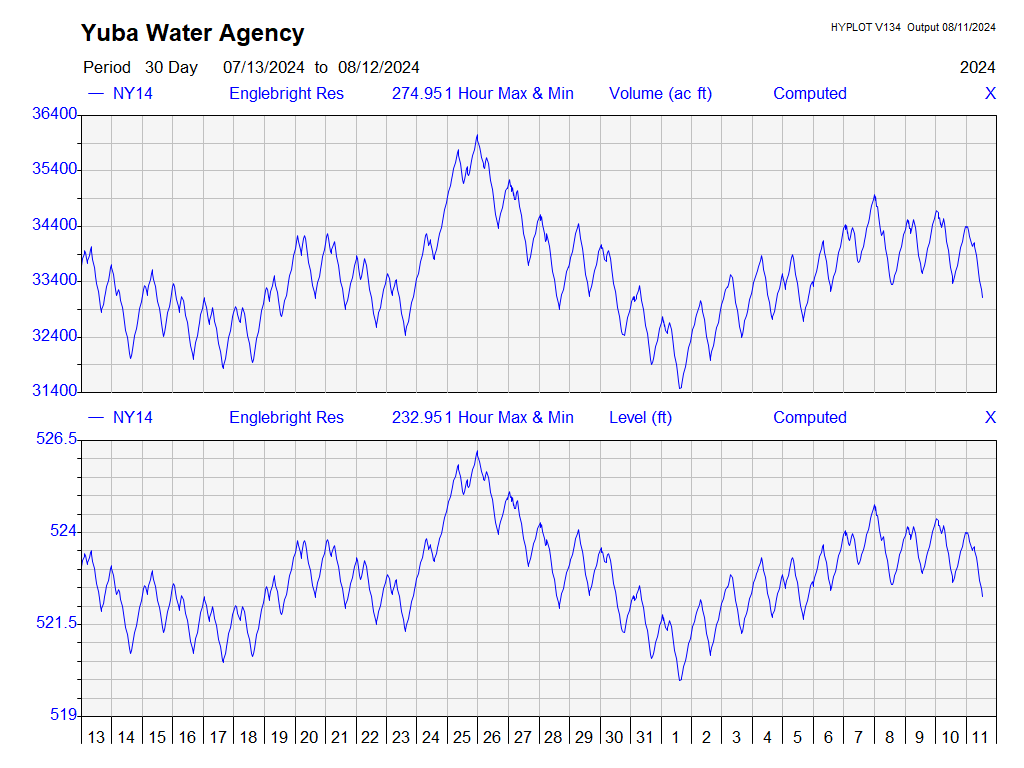 Yuba Water Agency
HYPLOT V134 Output 08/11/2024
Period 30 Day 07/13/2024 to 08/12/2024
2024
NY14 Englebright Res 274.951 Hour Max & Min Volume (ac ft) Computed X
36400
35400
34400
33400
32400
31400
NY14 Englebright Res 232.951 Hour Max & Min Level (ft) Computed X
526.5
524
521.5
519
13 14 15 16 17 18 19 20 21 22 23 24 25 26 27 28 29 30 31 1 2 3 4 5 6 7 8 9 10 11